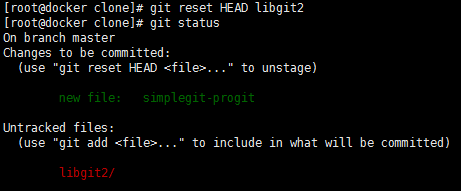 [root@docker clone]# git reset HEAD libgit2
[root@docker clone]# git status
On branch master
Changes to be committed:
  (use "git reset HEAD <file>..." to unstage)
        new file:   simplegit-progit
Untracked files:
  (use "git add <file>..." to include in what will be committed)
        libgit2/